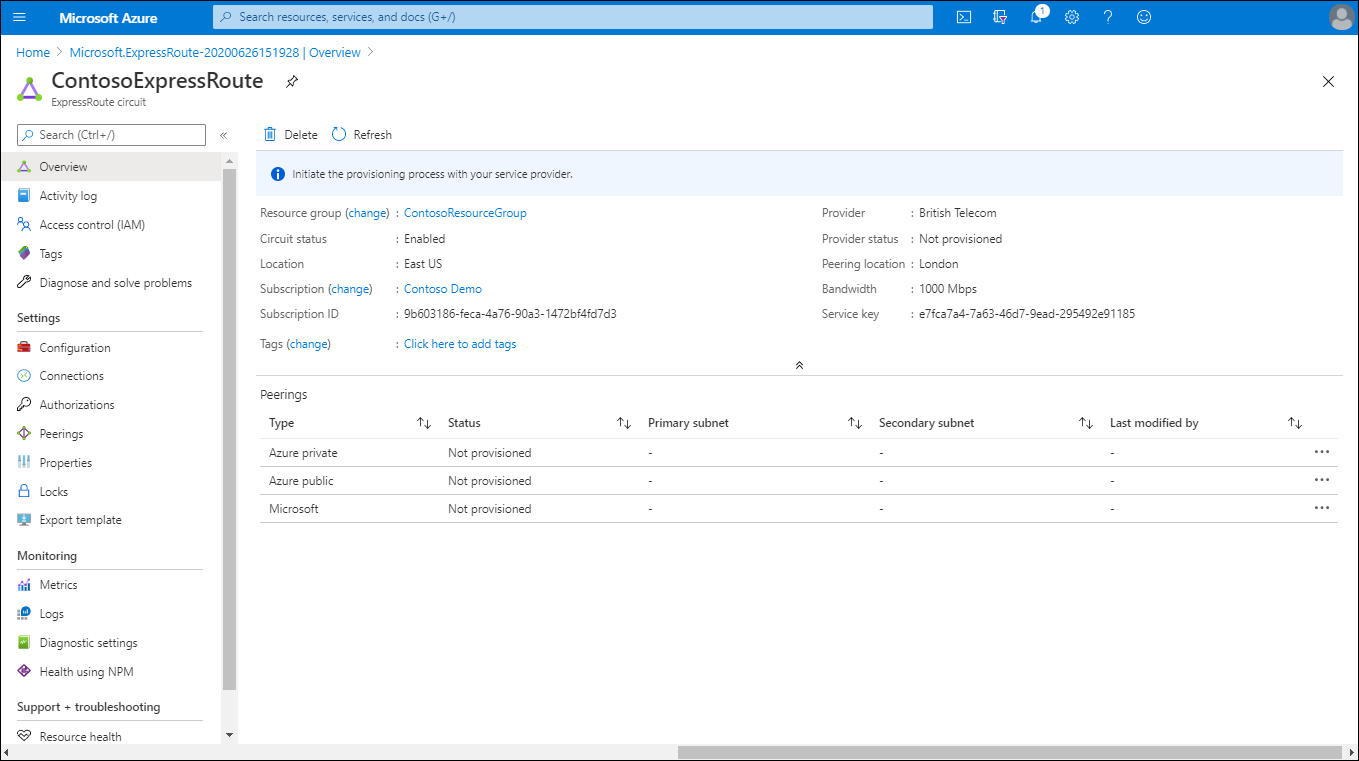 Microsoft Azure
Search resources, services, and docs (G+/)
1
Home > Microsoft.ExpressRoute-20200626151928 | Overview >
ContosoExpressRoute
ExpressRoute circuit
Search (Ctrl+/)
«
Overview
Activity log
Access control (IAM)
Tags
Diagnose and solve problems
Settings
Configuration
Connections
Authorizations
Peerings
Properties
Locks
Export template
Monitoring
Metrics
Logs
Diagnostic settings
Health using NPM
Support + troubleshooting
Resource health
Delete Refresh
Initiate the provisioning process with your service provider.
Resource group (change) : ContosoResourceGroup
Circuit status : Enabled
Location : East US
Subscription (change) : Contoso Demo
Subscription ID : 9b603186-feca-4a76-90a3-1472bf4fd7d3
Tags (change) : Click here to add tags
Provider : British Telecom
Provider status : Not provisioned
Peering location : London
Bandwidth : 1000 Mbps
Service key : e7fca7a4-7a63-46d7-9ead-295492e91185
Peerings
Type Status Primary subnet Secondary subnet Last modified by
Azure private Not provisioned - - - ...
Azure public Not provisioned - - - ...
Microsoft Not provisioned - - - ...